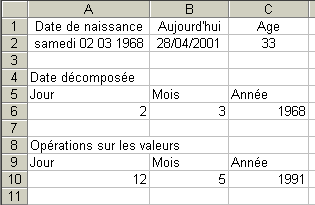 A B C
1 Date de naissance Aujourd'hui Age
2 samedi 02 03 1968 28/04/2001 33
3
4 Date décomposée
5 Jour Mois Année
6 2 3 1968
7
8 Opérations sur les valeurs
9 Jour Mois Année
10 12 5 1991
11